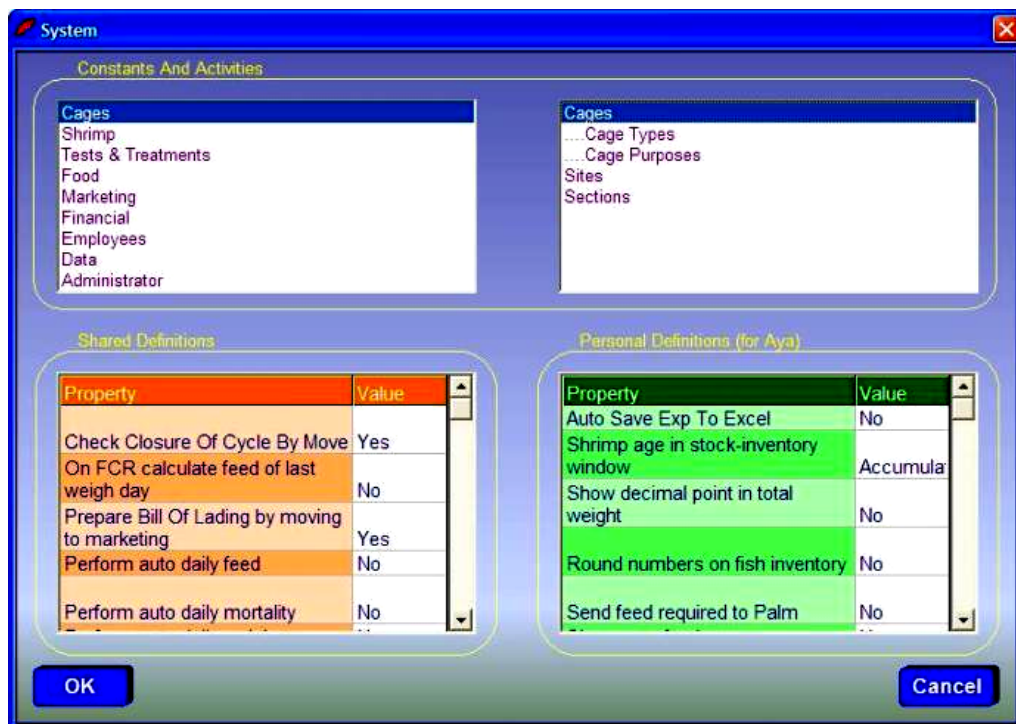 System
Constants And Activities
Cages
Shrimp
Tests & Treatments
Food
Marketing
Financial
Employees
Data
Administrator
Cages
....Cage Types
....Cage Purposes
Sites
Sections
Shared Definitions
Property Value
Check Closure Of Cycle By Move Yes
On FCR calculate feed of last
weigh day No
Prepare Bill Of Lading by moving
to marketing Yes
Perform auto daily feed No
Perform auto daily mortality No
Personal Definitions (for Aya)
Property Value
Auto Save Exp To Excel No
Shrimp age in stock-inventory
window Accumula
Show decimal point in total
weight No
Round numbers on fish inventory No
Send feed required to Palm No
OK
Cancel